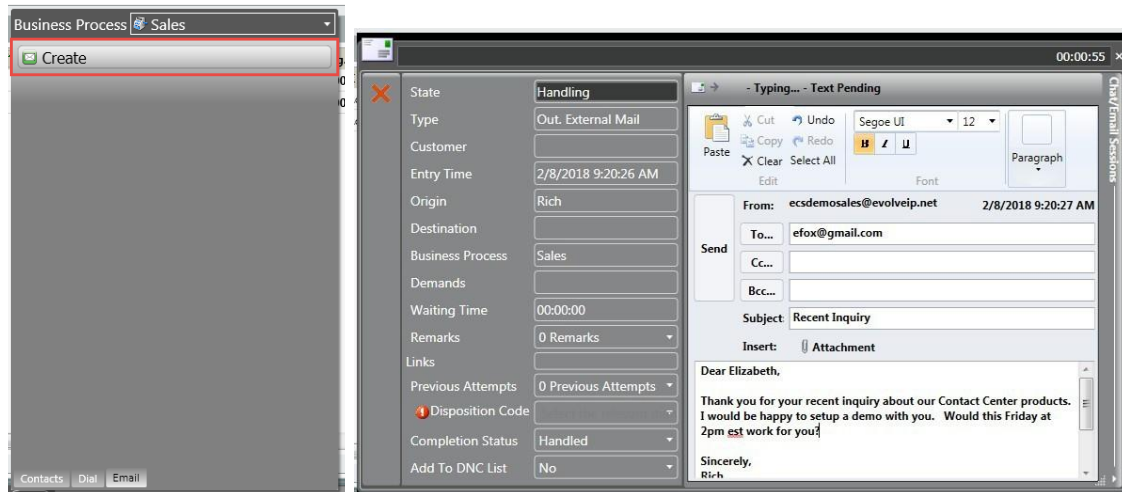 Business Process Sales
Create
Contacts Dial Email
00:00:55
State Handling
Type Out. External Mail
Customer
Entry Time 2/8/2018 9:20:26 AM
Origin Rich
Destination
Business Process Sales
Demands
Waiting Time 00:00:00
Remarks 0 Remarks
Links
Previous Attempts 0 Previous Attempts
Disposition Code
Completion Status Handled
Add To DNC List No
- Typing... - Text Pending
Paste
Cut Undo
Copy Redo
Clear Select All
Edit
Segoe UI 12
B I U
Font
Paragraph
From: ecsdemosales@evolveip.net 2/8/2018 9:20:27 AM
Send
To... efox@gmail.com
Cc...
Bcc...
Subject: Recent Inquiry
Insert: Attachment
Dear Elizabeth,
Thank you for your recent inquiry about our Contact Center products.
I would be happy to setup a demo with you. Would this Friday at
2pm est work for you?
Sincerely,
Rich
Chat/Email Sessions